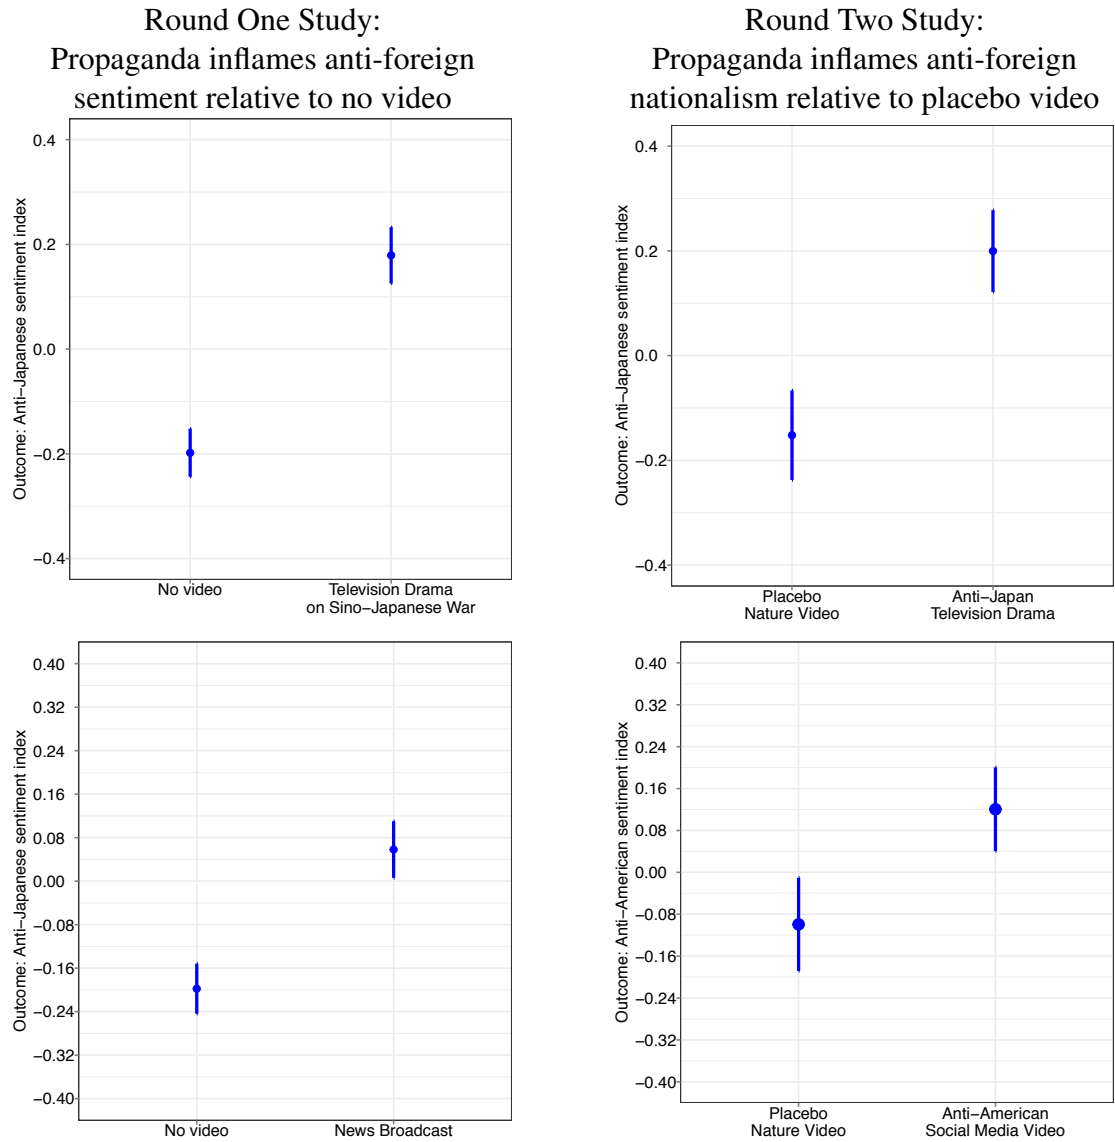 Round One Study:
Propaganda inflames anti-foreign
sentiment relative to no video
Outcome: Anti−Japanese sentiment index
0.4
0.2
0.0
−0.2
−0.4
No video
Television Drama
on Sino−Japanese War
Round Two Study:
Propaganda inflames anti-foreign
nationalism relative to placebo video
Outcome: Anti−Japanese sentiment index
0.4
0.2
0.0
−0.2
−0.4
Placebo
Nature Video
Anti−Japan
Television Drama
Outcome: Anti−Japanese sentiment index
0.40
0.32
0.24
0.16
0.08
0.00
−0.08
−0.16
−0.24
−0.32
−0.40
No video
News Broadcast
Outcome: Anti−American sentiment index
0.40
0.32
0.24
0.16
0.08
0.00
−0.08
−0.16
−0.24
−0.32
−0.40
Placebo
Nature Video
Anti−American
Social Media Video